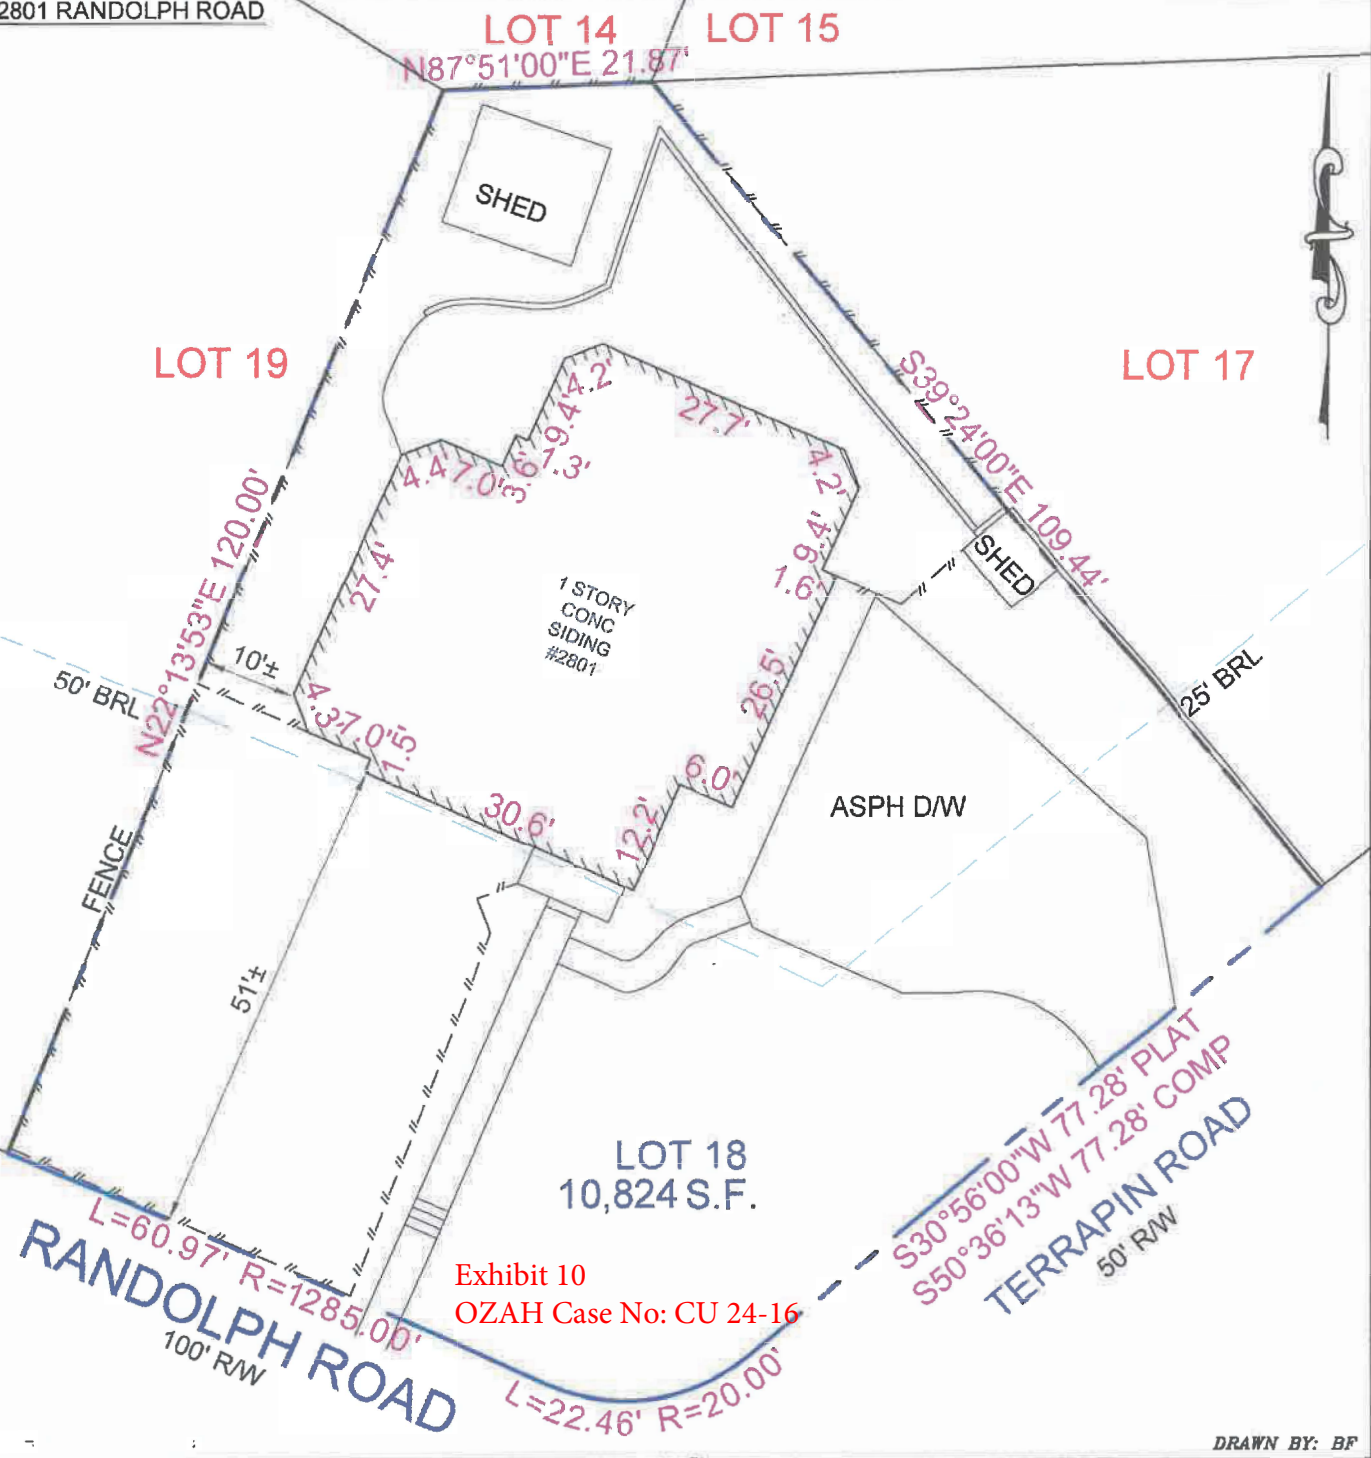 2801 RANDOLPH ROAD
LOT 14
LOT 15
N87°51'00"E 21.87'
SHED
LOT 19
LOT 17
S39°24'00"E 109.44'
4.2'
27.7'
9.4'
1.3'
3.6'
7.0'
4.4'
4.2'
9.4'
1.6'
SHED
27.4'
N22°13'53"E 120.00'
1 STORY
CONC
SIDING
#2801
10'±
50' BRL
25' BRL
4.3'
7.0'
1.5'
26.5'
6.0'
30.6'
12.2'
ASPH D/W
FENCE
51'±
LOT 18
10,824 S.F.
S30°56'00"W 77.28' PLAT
S50°36'13"W 77.28' COMP
TERRAPIN ROAD
50' R/W
L=60.97' R=1285.00'
RANDOLPH ROAD
100' R/W
Exhibit 10
OZAH Case No: CU 24-16
L=22.46' R=20.00'
DRAWN BY: BF